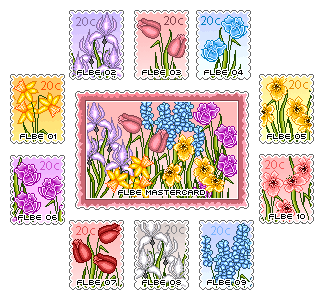 20c
FLBE 02
20c
FLBE 03
20c
FLBE 04
20c
FLBE 01
20c
FLBE 05
FLBE MASTERCARD
20c
FLBE 06
20c
FLBE 10
20c
FLBE 07
20c
FLBE 08
20c
FLBE 09